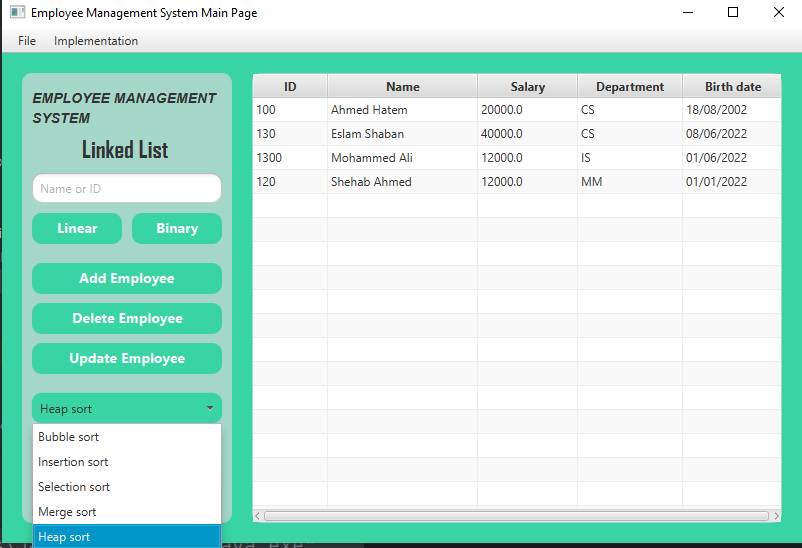 Employee Management System Main Page
File Implementation
EMPLOYEE MANAGEMENT
SYSTEM
Linked List
Name or ID
Linear Binary
Add Employee
Delete Employee
Update Employee
Heap sort
Bubble sort
Insertion sort
Selection sort
Merge sort
Heap sort
ID Name Salary Department Birth date
100 Ahmed Hatem 20000.0 CS 18/08/2002
130 Eslam Shaban 40000.0 CS 08/06/2022
1300 Mohammed Ali 12000.0 IS 01/06/2022
120 Shehab Ahmed 12000.0 MM 01/01/2022